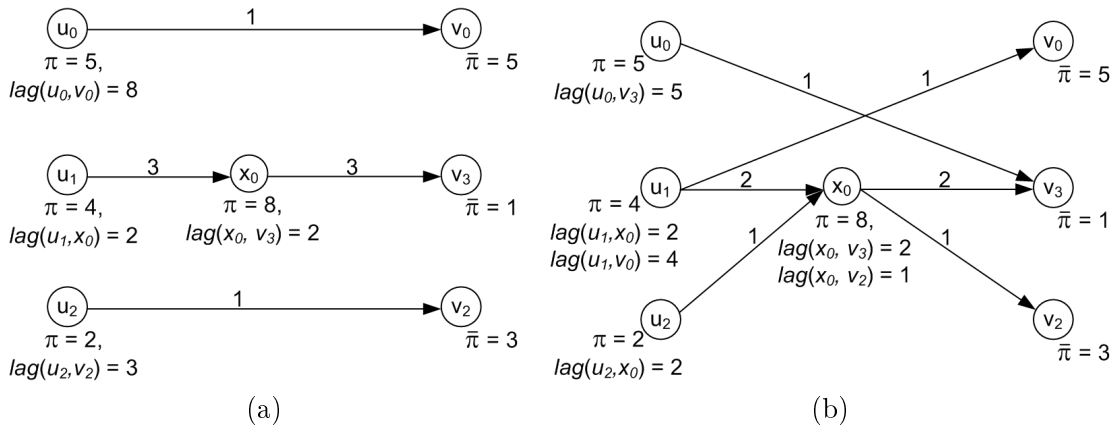 u₀ 1 v₀
π = 5,
lag(u₀,v₀) = 8
π̄ = 5
u₁ 3 x₀ 3 v₃
π = 4,
lag(u₁,x₀) = 2
π = 8,
lag(x₀, v₃) = 2
π̄ = 1
u₂ 1 v₂
π = 2,
lag(u₂,v₂) = 3
π̄ = 3
(a)
u₀ 1 1 v₀
π = 5
lag(u₀,v₃) = 5
π̄ = 5
u₁ 2 x₀ 2 v₃
π = 4
lag(u₁,x₀) = 2
lag(u₁,v₀) = 4
1
π = 8,
lag(x₀, v₃) = 2
lag(x₀, v₂) = 1
1
π̄ = 1
u₂ v₂
π = 2
lag(u₂,x₀) = 2
π̄ = 3
(b)